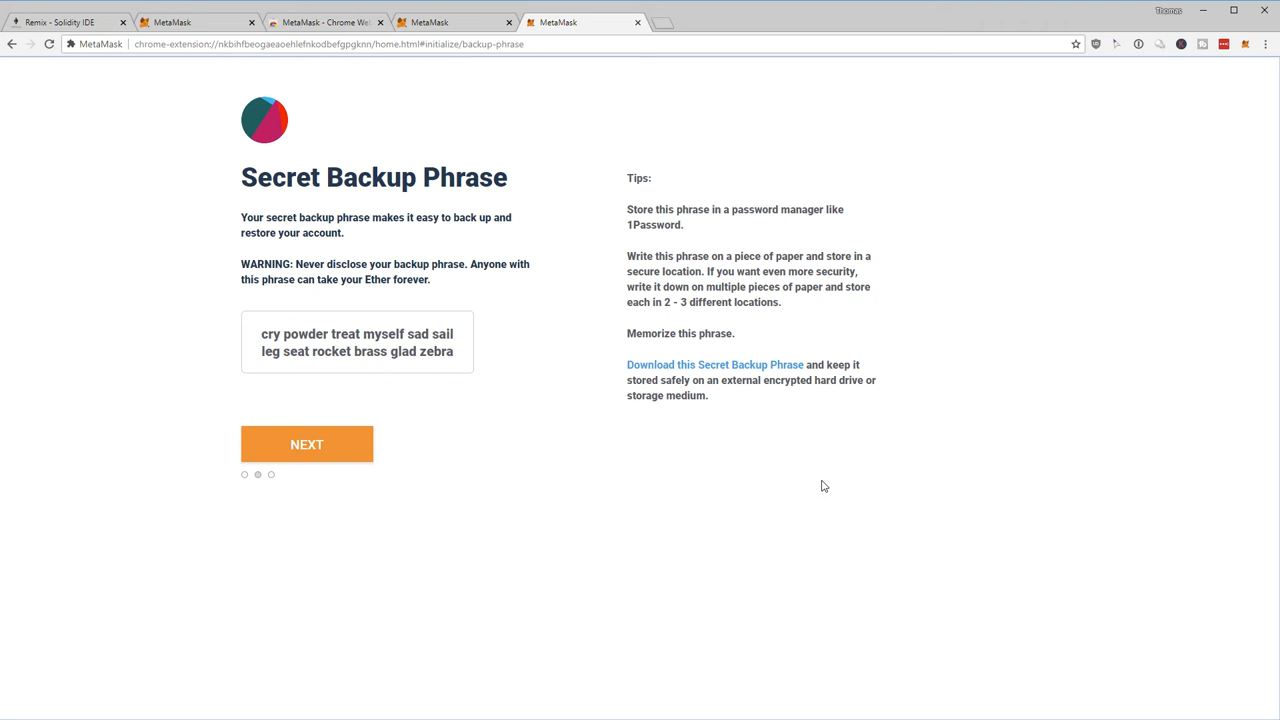 Thomas
Remix - Solidity IDE
MetaMask
MetaMask - Chrome We
MetaMask
MetaMask
MetaMask
chrome-extension://nkbihfbeogaeaoehlefnkodbefgpgknn/home.html#initialize/backup-phrase
Secret Backup Phrase
Your secret backup phrase makes it easy to back up and
restore your account.
WARNING: Never disclose your backup phrase. Anyone with
this phrase can take your Ether forever.
cry powder treat myself sad sail
leg seat rocket brass glad zebra
NEXT
Tips:
Store this phrase in a password manager like
1Password.
Write this phrase on a piece of paper and store in a
secure location. If you want even more security,
write it down on multiple pieces of paper and store
each in 2 - 3 different locations.
Memorize this phrase.
Download this Secret Backup Phrase and keep it
stored safely on an external encrypted hard drive or
storage medium.